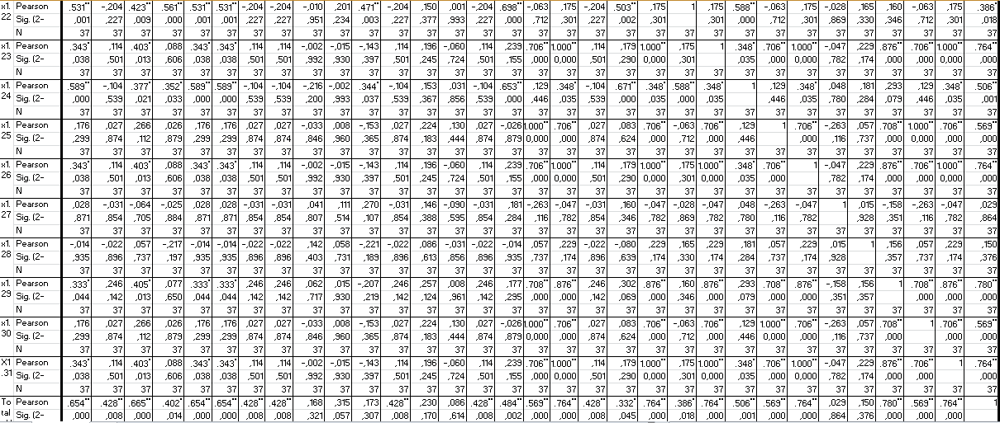 x1. Pearson .531** -,204 .423** .561** .531** .531** -,204 -,204 -,010 ,201 .471** -,204 ,150 ,001 -,204 .698** -,063 ,175 -,204 .503** ,175 1 ,175 .588** -,063 ,175 -,028 ,165 ,160 -,063 ,175 .386*
22 Sig. (2- ,001 ,227 ,009 ,000 ,001 ,001 ,227 ,227 ,951 ,234 ,003 ,227 ,377 ,993 ,227 ,000 ,712 ,301 ,227 ,002 ,301 ,301 ,000 ,712 ,301 ,869 ,330 ,346 ,712 ,301 ,018
N 37 37 37 37 37 37 37 37 37 37 37 37 37 37 37 37 37 37 37 37 37 37 37 37 37 37 37 37 37 37 37 37
x1. Pearson .343* ,114 .403* ,088 .343* .343* ,114 ,114 -,002 -,015 -,143 ,114 ,196 -,060 ,114 ,239 .706** 1.000** ,114 ,179 1.000** ,175 1 .348* .706** 1.000** -,047 ,229 .876** .706** 1.000** .764**
23 Sig. (2- ,038 ,501 ,013 ,606 ,038 ,038 ,501 ,501 ,992 ,930 ,397 ,501 ,245 ,724 ,501 ,155 ,000 0,000 ,501 ,290 0,000 ,301 ,035 ,000 0,000 ,782 ,174 ,000 ,000 0,000 ,000
N 37 37 37 37 37 37 37 37 37 37 37 37 37 37 37 37 37 37 37 37 37 37 37 37 37 37 37 37 37 37 37 37
x1. Pearson .589** -,104 .377* .352* .589** .589** -,104 -,104 -,216 -,002 .344* -,104 ,153 ,031 -,104 .653** ,129 .348* -,104 .671** .348* .588** .348* 1 ,129 .348* ,048 ,181 ,293 ,129 .348* .506**
24 Sig. (2- ,000 ,539 ,021 ,033 ,000 ,000 ,539 ,539 ,200 ,993 ,037 ,539 ,367 ,856 ,539 ,000 ,446 ,035 ,539 ,000 ,035 ,000 ,035 ,446 ,035 ,780 ,284 ,079 ,446 ,035 ,001
N 37 37 37 37 37 37 37 37 37 37 37 37 37 37 37 37 37 37 37 37 37 37 37 37 37 37 37 37 37 37 37 37
x1. Pearson ,176 ,027 ,266 ,026 ,176 ,176 ,027 ,027 -,033 ,008 -,153 ,027 ,224 ,130 ,027 -,026 1.000** .706** ,027 ,083 .706** -,063 .706** ,129 1 .706** -,263 ,057 .708** 1.000** .706** .569**
25 Sig. (2- ,299 ,874 ,112 ,879 ,299 ,299 ,874 ,874 ,846 ,960 ,365 ,874 ,183 ,444 ,874 ,879 0,000 ,000 ,874 ,624 ,000 ,712 ,000 ,446 ,000 ,116 ,737 ,000 0,000 ,000 ,000
N 37 37 37 37 37 37 37 37 37 37 37 37 37 37 37 37 37 37 37 37 37 37 37 37 37 37 37 37 37 37 37 37
x1. Pearson .343* ,114 .403* ,088 .343* .343* ,114 ,114 -,002 -,015 -,143 ,114 ,196 -,060 ,114 ,239 .706** 1.000** ,114 ,179 1.000** ,175 1.000** .348* .706** 1 -,047 ,229 .876** .706** 1.000** .764**
26 Sig. (2- ,038 ,501 ,013 ,606 ,038 ,038 ,501 ,501 ,992 ,930 ,397 ,501 ,245 ,724 ,501 ,155 ,000 0,000 ,501 ,290 0,000 ,301 0,000 ,035 ,000 ,782 ,174 ,000 ,000 0,000 ,000
N 37 37 37 37 37 37 37 37 37 37 37 37 37 37 37 37 37 37 37 37 37 37 37 37 37 37 37 37 37 37 37 37
x1. Pearson ,028 -,031 -,064 -,025 ,028 ,028 -,031 -,031 ,041 ,111 ,270 -,031 ,146 -,090 -,031 ,181 -,263 -,047 -,031 ,160 -,047 -,028 -,047 ,048 -,263 -,047 1 ,015 -,158 -,263 -,047 ,029
27 Sig. (2- ,871 ,854 ,705 ,884 ,871 ,871 ,854 ,854 ,807 ,514 ,107 ,854 ,388 ,595 ,854 ,284 ,116 ,782 ,854 ,346 ,782 ,869 ,782 ,780 ,116 ,782 ,928 ,351 ,116 ,782 ,864
N 37 37 37 37 37 37 37 37 37 37 37 37 37 37 37 37 37 37 37 37 37 37 37 37 37 37 37 37 37 37 37 37
x1. Pearson -,014 -,022 ,057 -,217 -,014 -,014 -,022 -,022 ,142 ,058 -,221 -,022 ,086 -,031 -,022 -,014 ,057 ,229 -,022 -,080 ,229 ,165 ,229 ,181 ,057 ,229 ,015 1 ,156 ,057 ,229 ,150
28 Sig. (2- ,935 ,896 ,737 ,197 ,935 ,935 ,896 ,896 ,403 ,731 ,189 ,896 ,613 ,856 ,896 ,935 ,737 ,174 ,896 ,639 ,174 ,330 ,174 ,284 ,737 ,174 ,928 ,357 ,737 ,174 ,376
N 37 37 37 37 37 37 37 37 37 37 37 37 37 37 37 37 37 37 37 37 37 37 37 37 37 37 37 37 37 37 37 37
x1. Pearson .333* ,246 .405* ,077 .333* .333* ,246 ,246 ,062 ,015 -,207 ,246 ,257 ,008 ,246 ,177 .708** .876** ,246 ,302 .876** ,160 .876** ,293 .708** .876** -,158 ,156 1 .708** .876** .780**
29 Sig. (2- ,044 ,142 ,013 ,650 ,044 ,044 ,142 ,142 ,717 ,930 ,219 ,142 ,124 ,961 ,142 ,295 ,000 ,000 ,142 ,069 ,000 ,346 ,000 ,079 ,000 ,000 ,351 ,357 ,000 ,000 ,000
N 37 37 37 37 37 37 37 37 37 37 37 37 37 37 37 37 37 37 37 37 37 37 37 37 37 37 37 37 37 37 37 37
x1. Pearson ,176 ,027 ,266 ,026 ,176 ,176 ,027 ,027 -,033 ,008 -,153 ,027 ,224 ,130 ,027 -,026 1.000** .706** ,027 ,083 .706** -,063 .706** ,129 1.000** .706** -,263 ,057 .708** 1 .706** .569**
30 Sig. (2- ,299 ,874 ,112 ,879 ,299 ,299 ,874 ,874 ,846 ,960 ,365 ,874 ,183 ,444 ,874 ,879 0,000 ,000 ,874 ,624 ,000 ,712 ,000 ,446 0,000 ,000 ,116 ,737 ,000 ,000 ,000
N 37 37 37 37 37 37 37 37 37 37 37 37 37 37 37 37 37 37 37 37 37 37 37 37 37 37 37 37 37 37 37 37
X1 Pearson .343* ,114 .403* ,088 .343* .343* ,114 ,114 -,002 -,015 -,143 ,114 ,196 -,060 ,114 ,239 .706** 1.000** ,114 ,179 1.000** ,175 1.000** .348* .706** 1.000** -,047 ,229 .876** .706** 1 .764**
.31 Sig. (2- ,038 ,501 ,013 ,606 ,038 ,038 ,501 ,501 ,992 ,930 ,397 ,501 ,245 ,724 ,501 ,155 ,000 0,000 ,501 ,290 0,000 ,301 0,000 ,035 ,000 0,000 ,782 ,174 ,000 ,000 ,000
N 37 37 37 37 37 37 37 37 37 37 37 37 37 37 37 37 37 37 37 37 37 37 37 37 37 37 37 37 37 37 37 37
To Pearson .654** .428** .665** .402* .654** .654** .428** .428** ,168 ,315 ,173 .428** ,230 ,086 .428** .484** .569** .764** .428** .332* .764** .386* .764** .506** .569** .764** ,029 ,150 .780** .569** .764** 1
tal Sig. (2- ,000 ,008 ,000 ,014 ,000 ,000 ,008 ,008 ,321 ,057 ,307 ,008 ,170 ,614 ,008 ,002 ,000 ,000 ,008 ,045 ,000 ,018 ,000 ,001 ,000 ,000 ,864 ,376 ,000 ,000 ,000